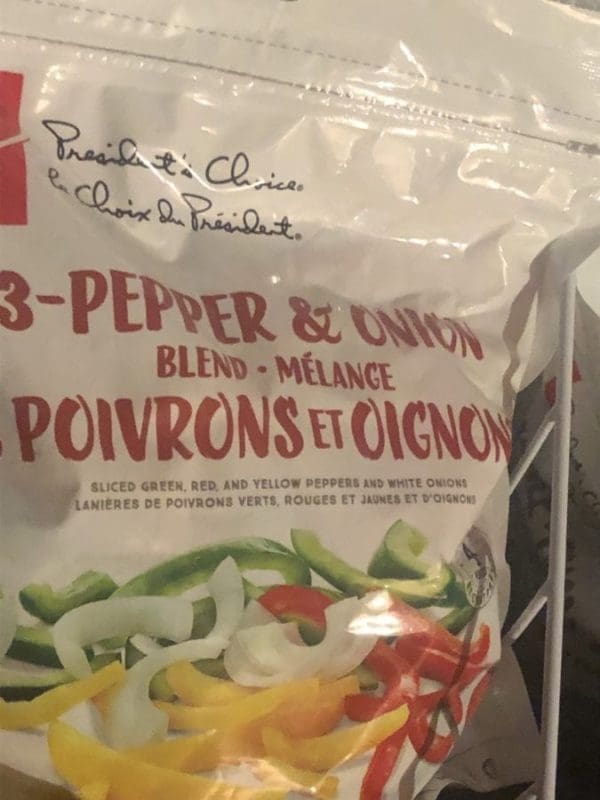 President's Choice®
le Choix du Président®
3-PEPPER & ONION
BLEND • MÉLANGE
POIVRONS ET OIGNON
SLICED GREEN, RED, AND YELLOW PEPPERS AND WHITE ONIONS
LANIÈRES DE POIVRONS VERTS, ROUGES ET JAUNES ET D'OIGNONS